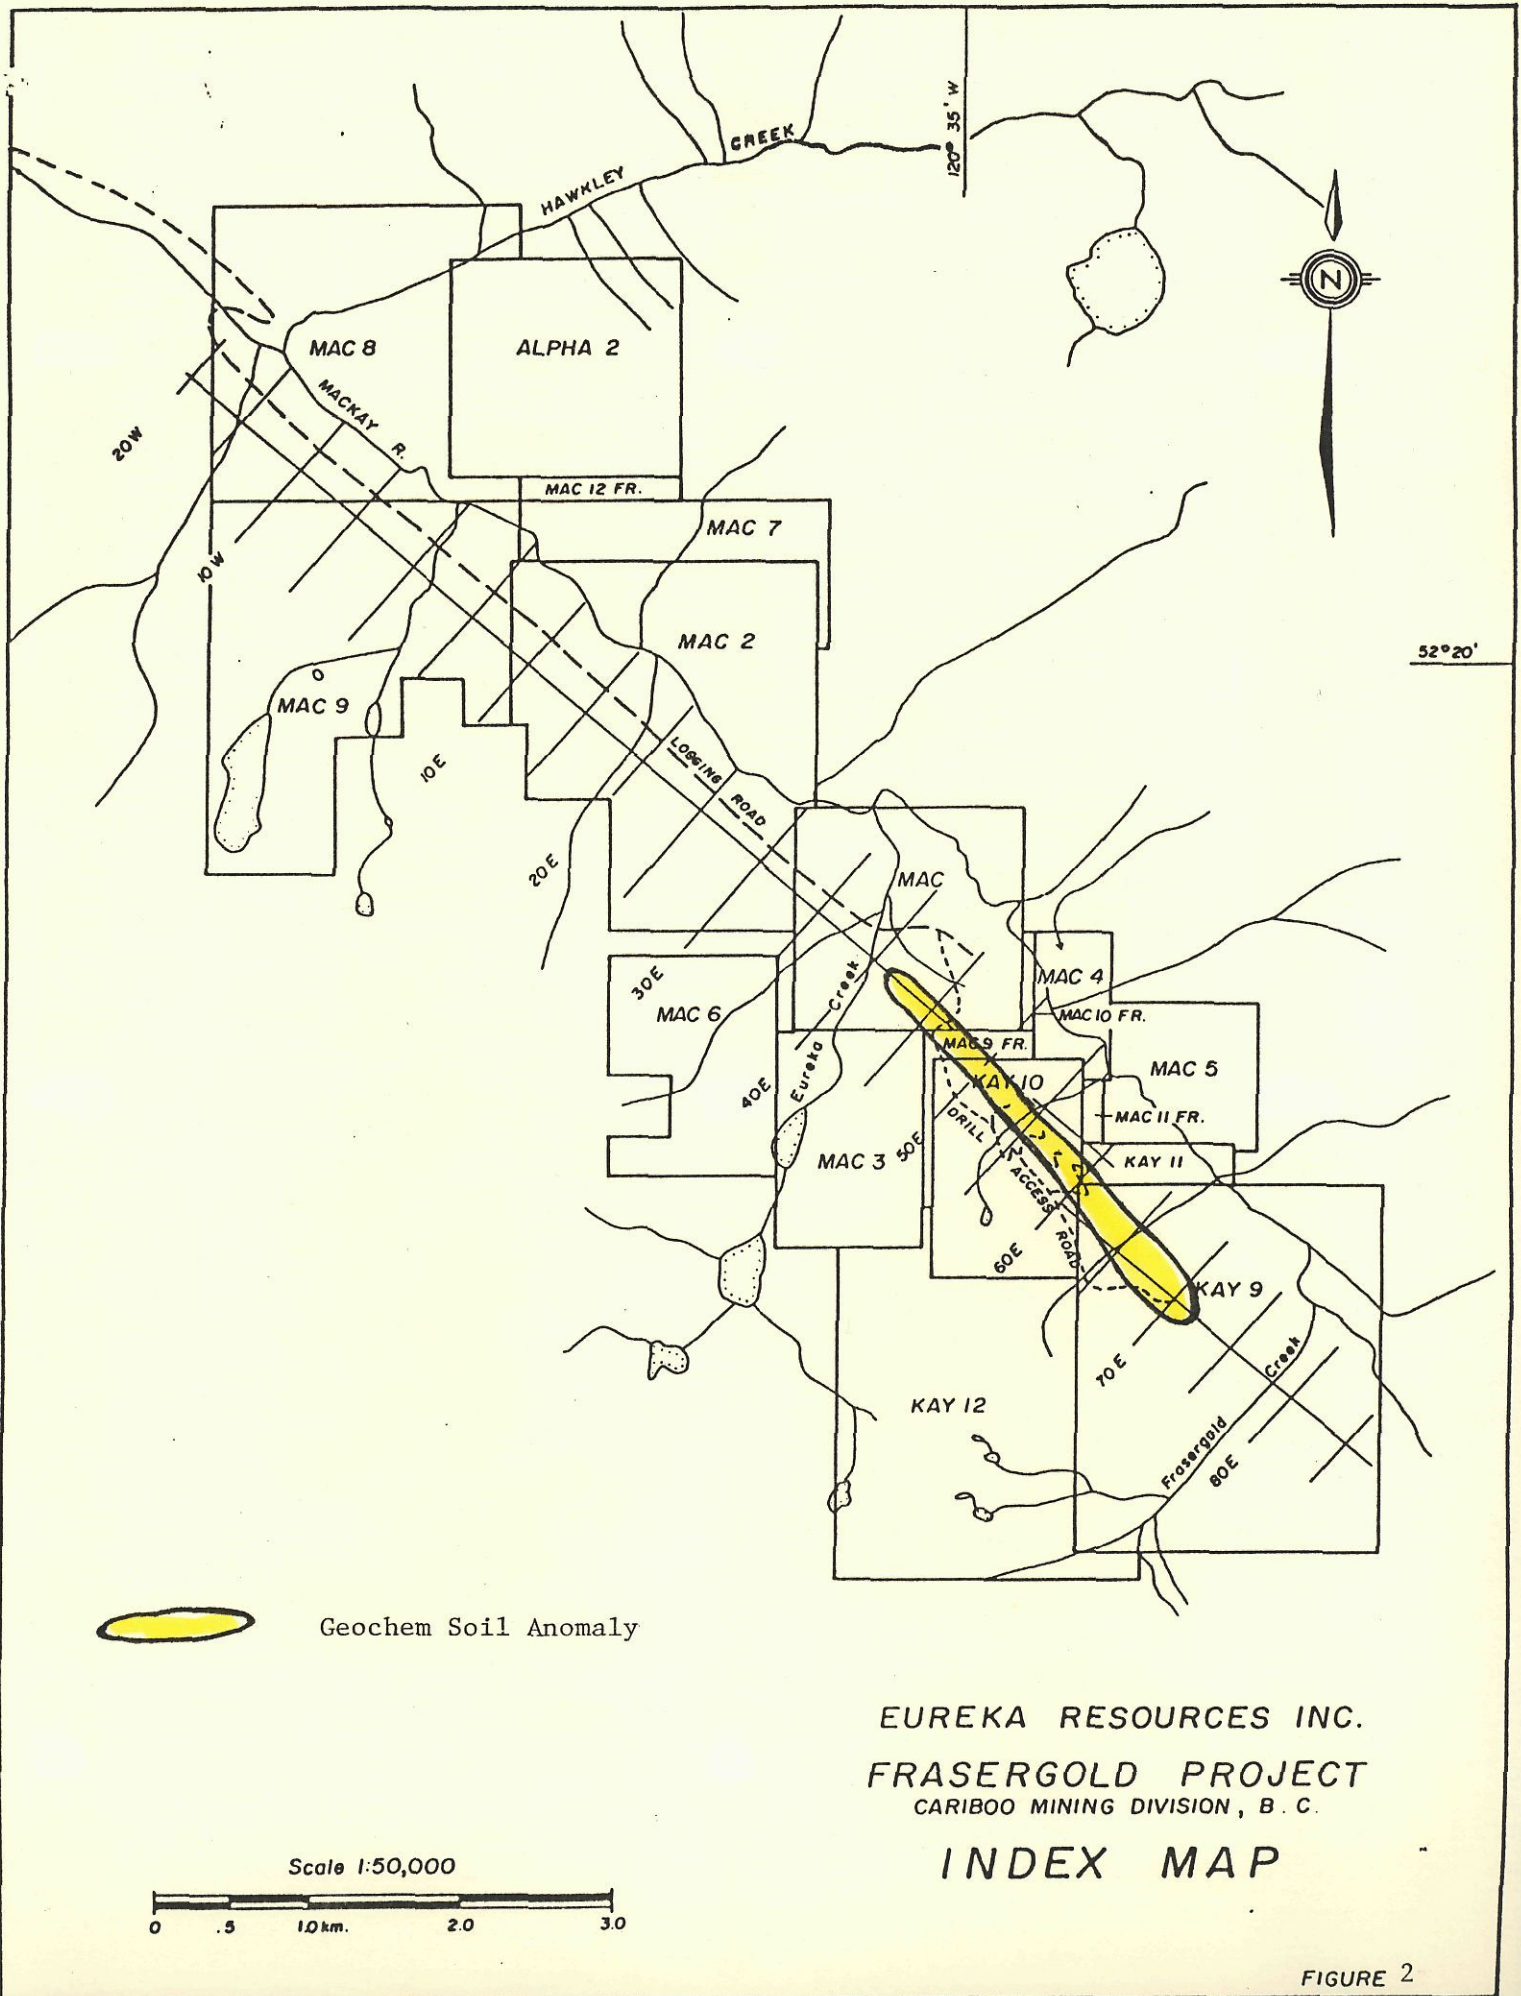 CREEK
HAWKLEY
120° 35' W
N
MAC 8
ALPHA 2
MACKAY R.
20W
MAC 12 FR.
MAC 7
10W
MAC 2
52°20'
O
MAC 9
10E
LOGGING ROAD
20E
MAC
30E
MAC 6
Eureka Creek
MAC 4
MAC 10 FR.
MAC 9 FR.
MAC 5
KAY 10
40E
DRILL ACCESS ROAD
MAC 11 FR.
MAC 3
50E
KAY 11
60E
KAY 9
70E
Frasergold Creek
KAY 12
80E
Geochem Soil Anomaly
EUREKA RESOURCES INC.
FRASERGOLD PROJECT
CARIBOO MINING DIVISION, B.C.
INDEX MAP
Scale 1:50,000
0 .5 1.0 km. 2.0 3.0
FIGURE 2